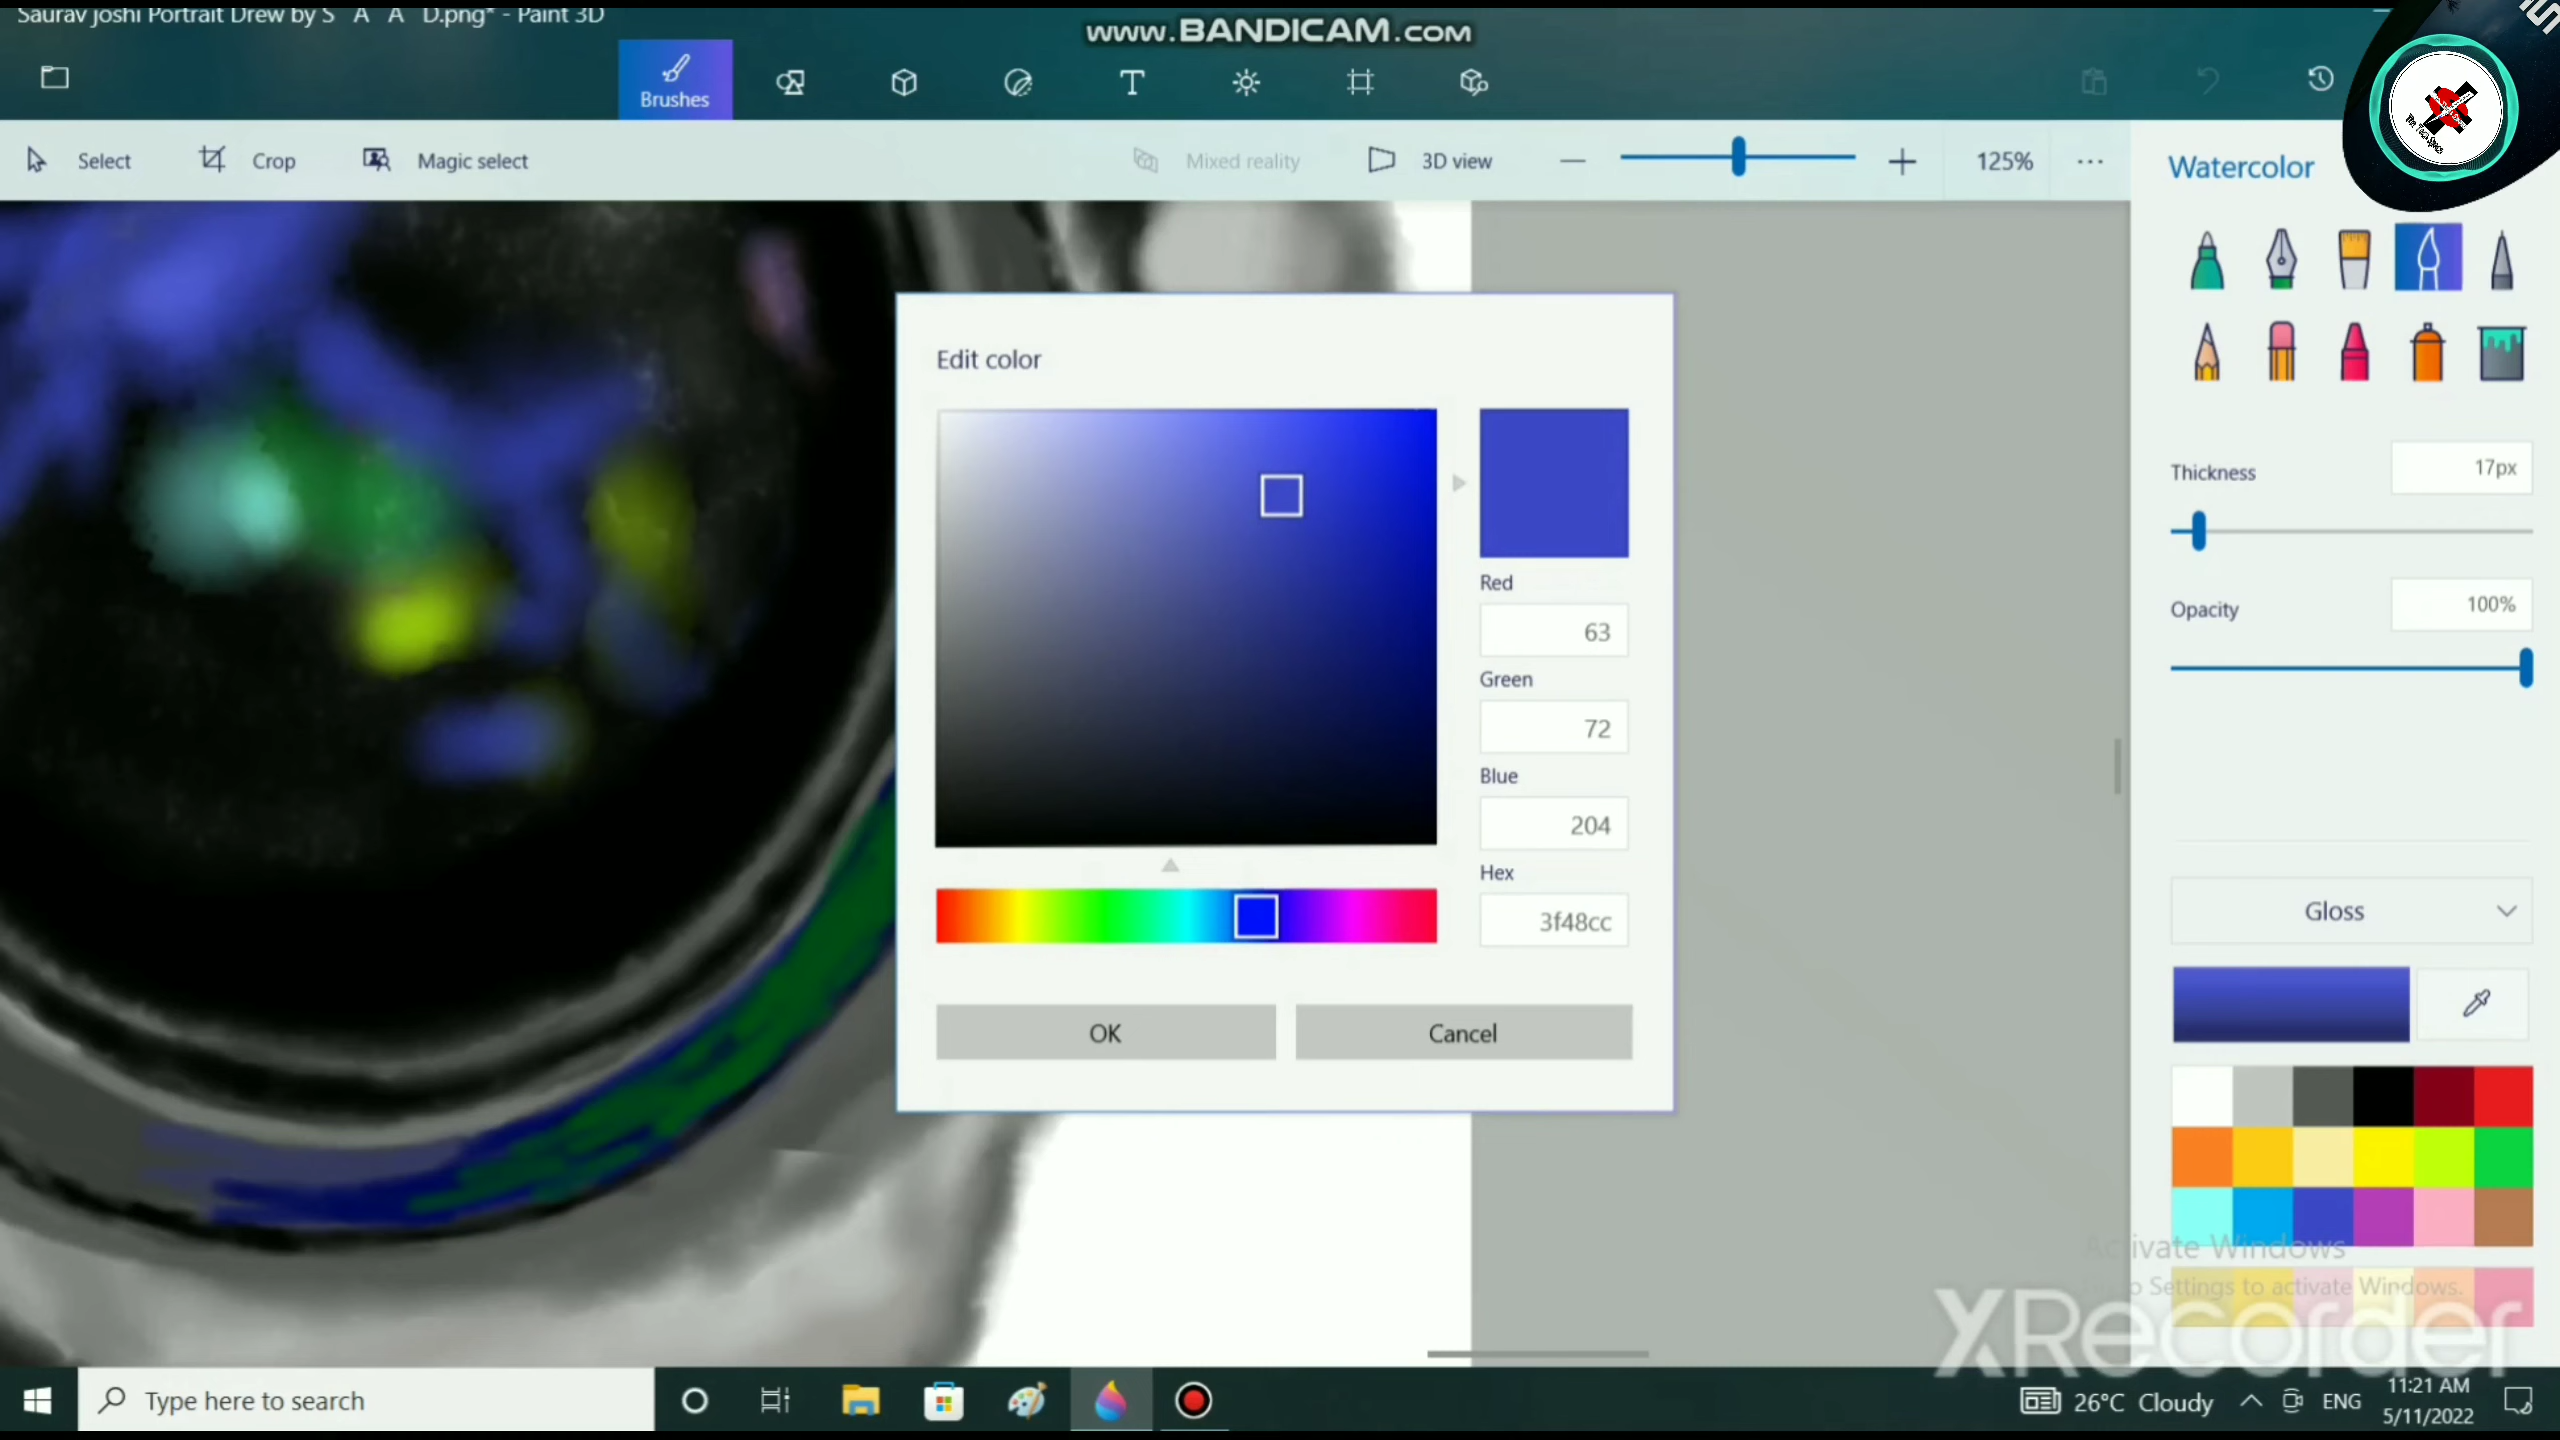 Saurav joshi Portrait Drew by S A A D.png* - Paint 3D
www.BANDICAM.com
Brushes
Select
Crop
Magic select
Mixed reality
3D view
125%
Watercolor
Thickness
17px
Opacity
100%
Edit color
Red
63
Green
72
Blue
204
Hex
3f48cc
OK
Cancel
Gloss
Activate Windows
o Settings to activate Windows.
XRecorder
Type here to search
26°C Cloudy
ENG
11:21 AM
5/11/2022